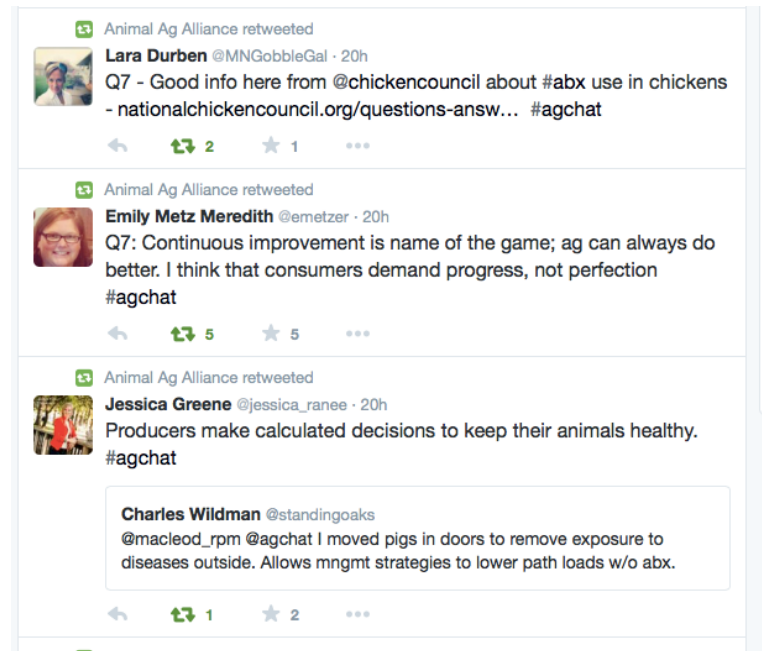 Animal Ag Alliance retweeted
Lara Durben @MNGobbleGal · 20h
Q7 - Good info here from @chickencouncil about #abx use in chickens
- nationalchickencouncil.org/questions-answ... #agchat
2 1
Animal Ag Alliance retweeted
Emily Metz Meredith @emetzer · 20h
Q7: Continuous improvement is name of the game; ag can always do
better. I think that consumers demand progress, not perfection
#agchat
5 5
Animal Ag Alliance retweeted
Jessica Greene @jessica_ranee · 20h
Producers make calculated decisions to keep their animals healthy.
#agchat
Charles Wildman @standingoaks
@macleod_rpm @agchat I moved pigs in doors to remove exposure to
diseases outside. Allows mngmt strategies to lower path loads w/o abx.
1 2